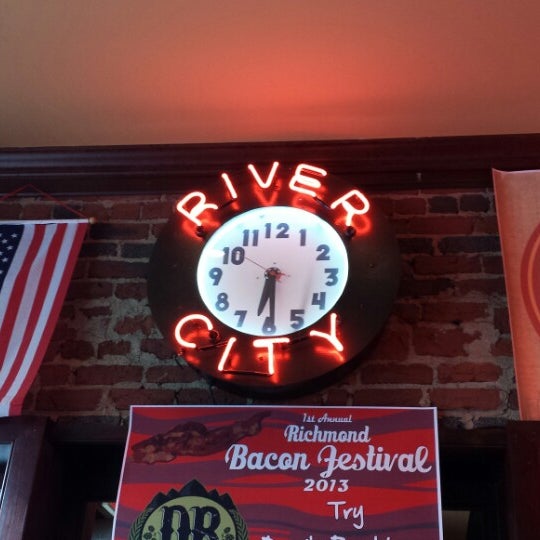 RIVER
11 12 1
10 2
9 3
8 4
7 6 5
CITY
1st Annual
Richmond
Bacon Festival
2013
Try
DB